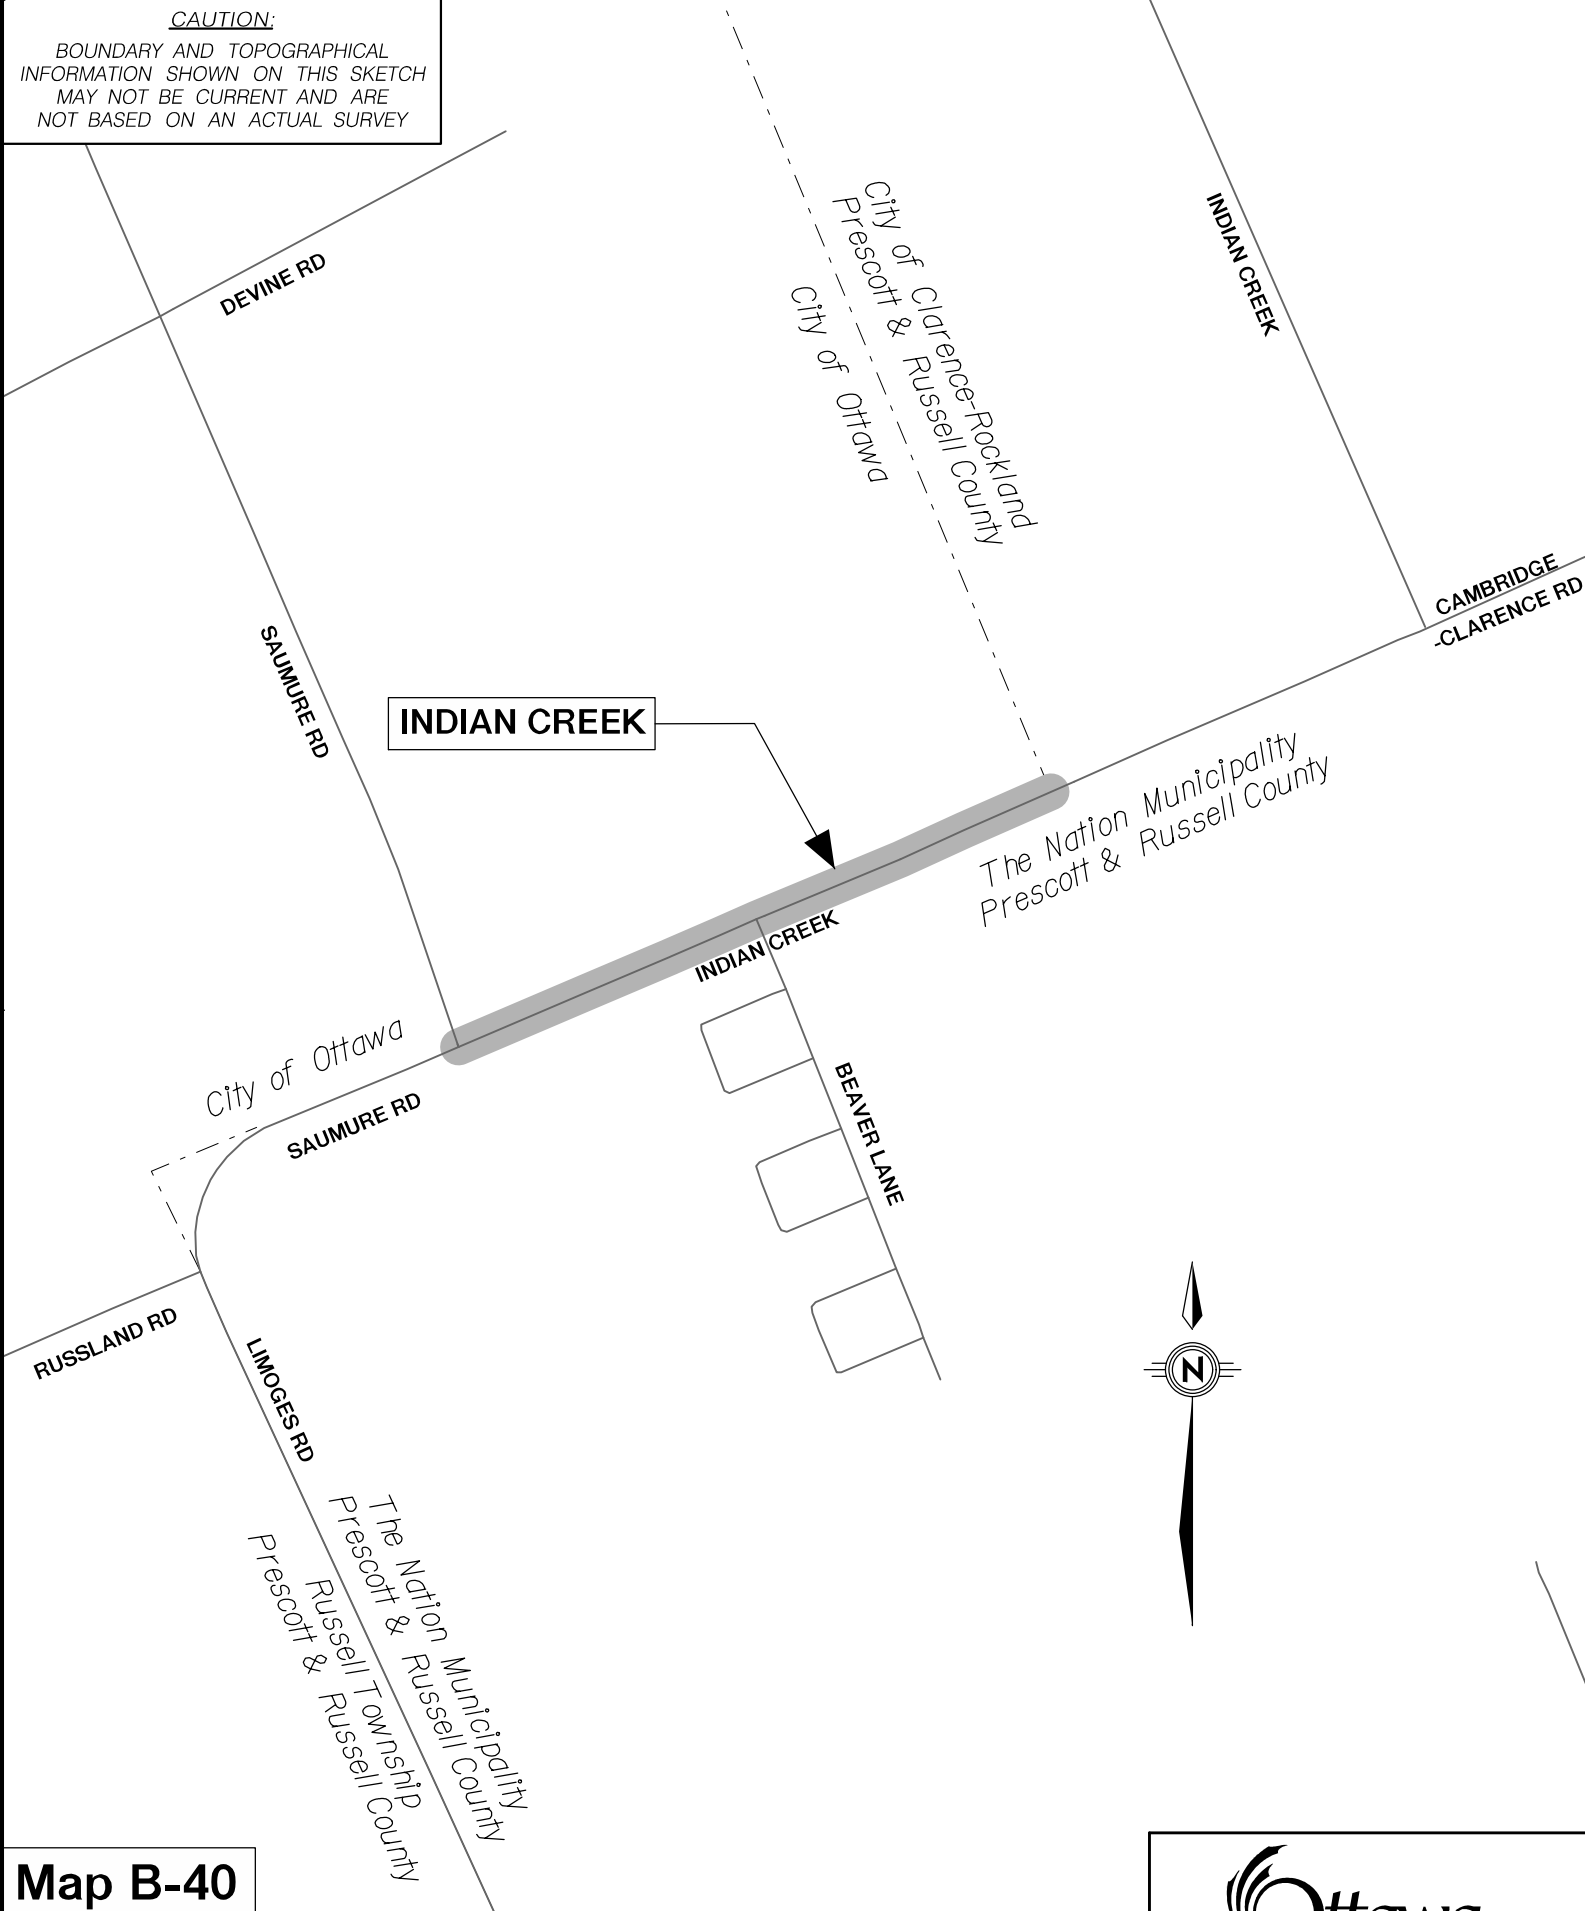 CAUTION:
BOUNDARY AND TOPOGRAPHICAL
INFORMATION SHOWN ON THIS SKETCH
MAY NOT BE CURRENT AND ARE
NOT BASED ON AN ACTUAL SURVEY
DEVINE RD
City of Clarence-Rockland
Prescott & Russell County
City of Ottawa
INDIAN CREEK
CAMBRIDGE
-CLARENCE RD
SAUMURE RD
INDIAN CREEK
The Nation Municipality
Prescott & Russell County
INDIAN CREEK
City of Ottawa
SAUMURE RD
BEAVER LANE
RUSSLAND RD
LIMOGES RD
N
The Nation Municipality
Prescott & Russell County
Russell Township
Prescott & Russell County
Map B-40
Ottawa